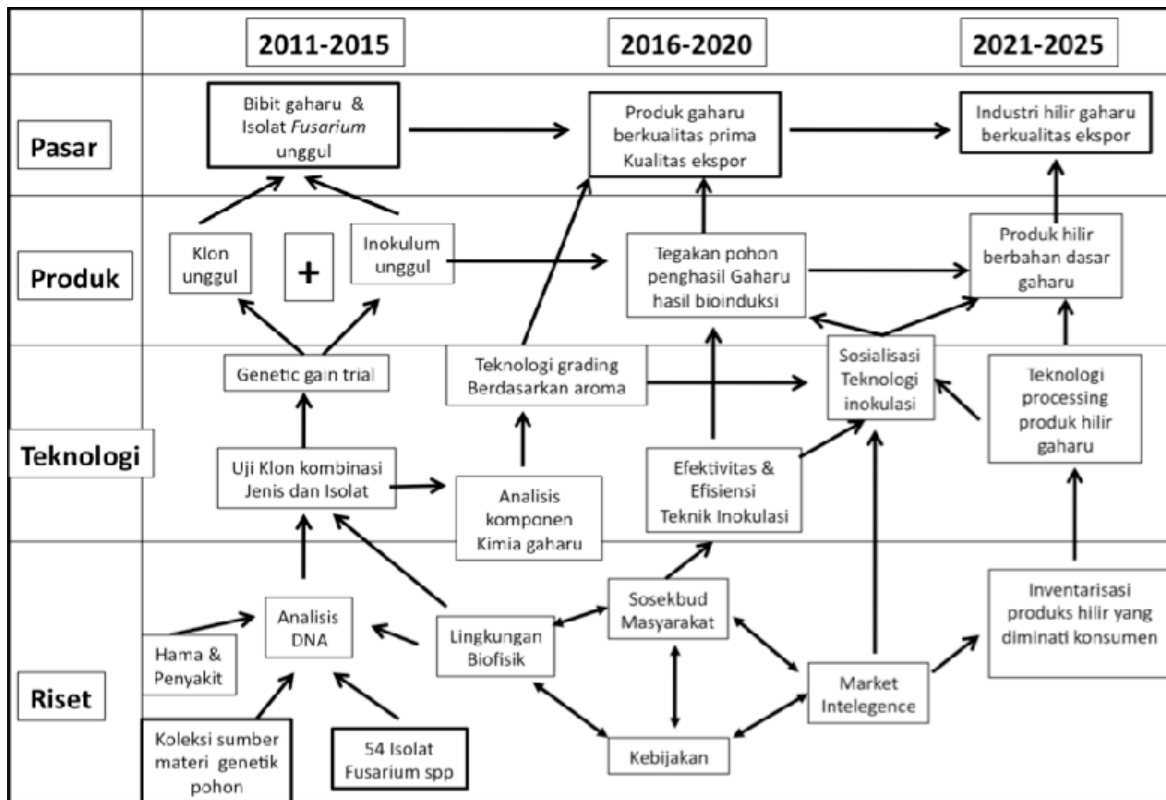 2011-2015
2016-2020
2021-2025
Pasar
Bibit gaharu &
Isolat Fusarium
unggul
Produk gaharu
berkualitas prima
Kualitas ekspor
Industri hilir gaharu
berkualitas ekspor
Produk
Klon
unggul
+
Inokulum
unggul
Tegakan pohon
penghasil Gaharu
hasil bioinduksi
Produk hilir
berbahan dasar
gaharu
Teknologi
Genetic gain trial
Teknologi grading
Berdasarkan aroma
Sosialisasi
Teknologi
inokulasi
Teknologi
processing
produk hilir
gaharu
Uji Klon kombinasi
Jenis dan Isolat
Analisis
komponen
Kimia gaharu
Efektivitas &
Efisiensi
Teknik Inokulasi
Riset
Hama &
Penyakit
Analisis
DNA
Lingkungan
Biofisik
Sosekbud
Masyarakat
Market
Intelegence
Inventarisasi
produks hilir yang
diminati konsumen
Koleksi sumber
materi genetik
pohon
54 Isolat
Fusarium spp
Kebijakan